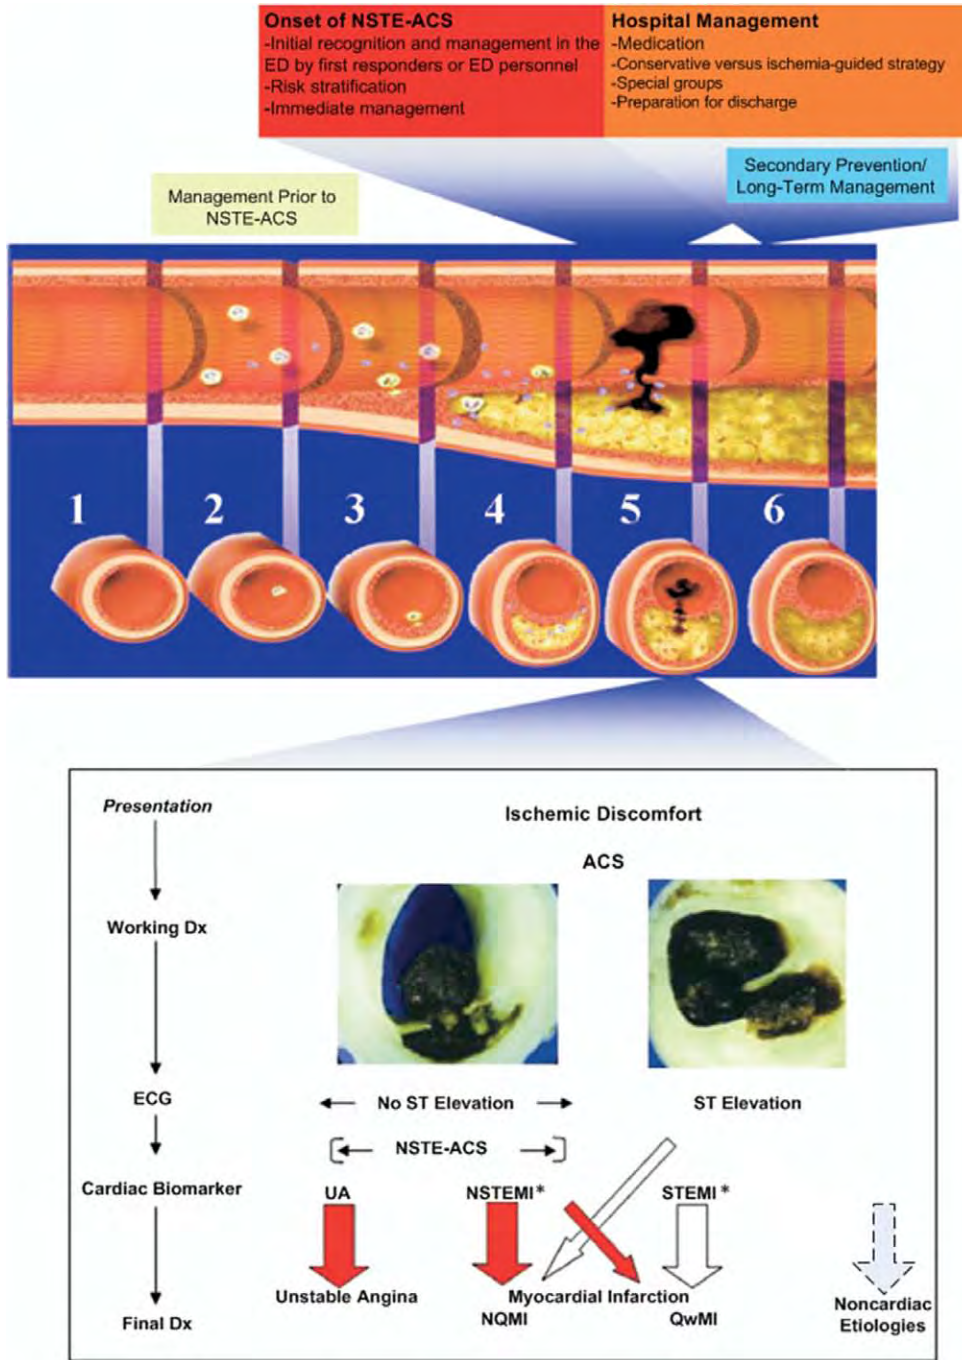 Onset of NSTE-ACS
-Initial recognition and management in the
ED by first responders or ED personnel
-Risk stratification
-Immediate management
Hospital Management
-Medication
-Conservative versus ischemia-guided strategy
-Special groups
-Preparation for discharge
Secondary Prevention/
Long-Term Management
Management Prior to
NSTE-ACS
1
2
3
4
5
6
Presentation
Ischemic Discomfort
ACS
Working Dx
ECG
No ST Elevation
ST Elevation
NSTE-ACS
Cardiac Biomarker
UA
NSTEMI*
STEMI*
Unstable Angina
Myocardial Infarction
NQMI
QwMI
Noncardiac
Etiologies
Final Dx